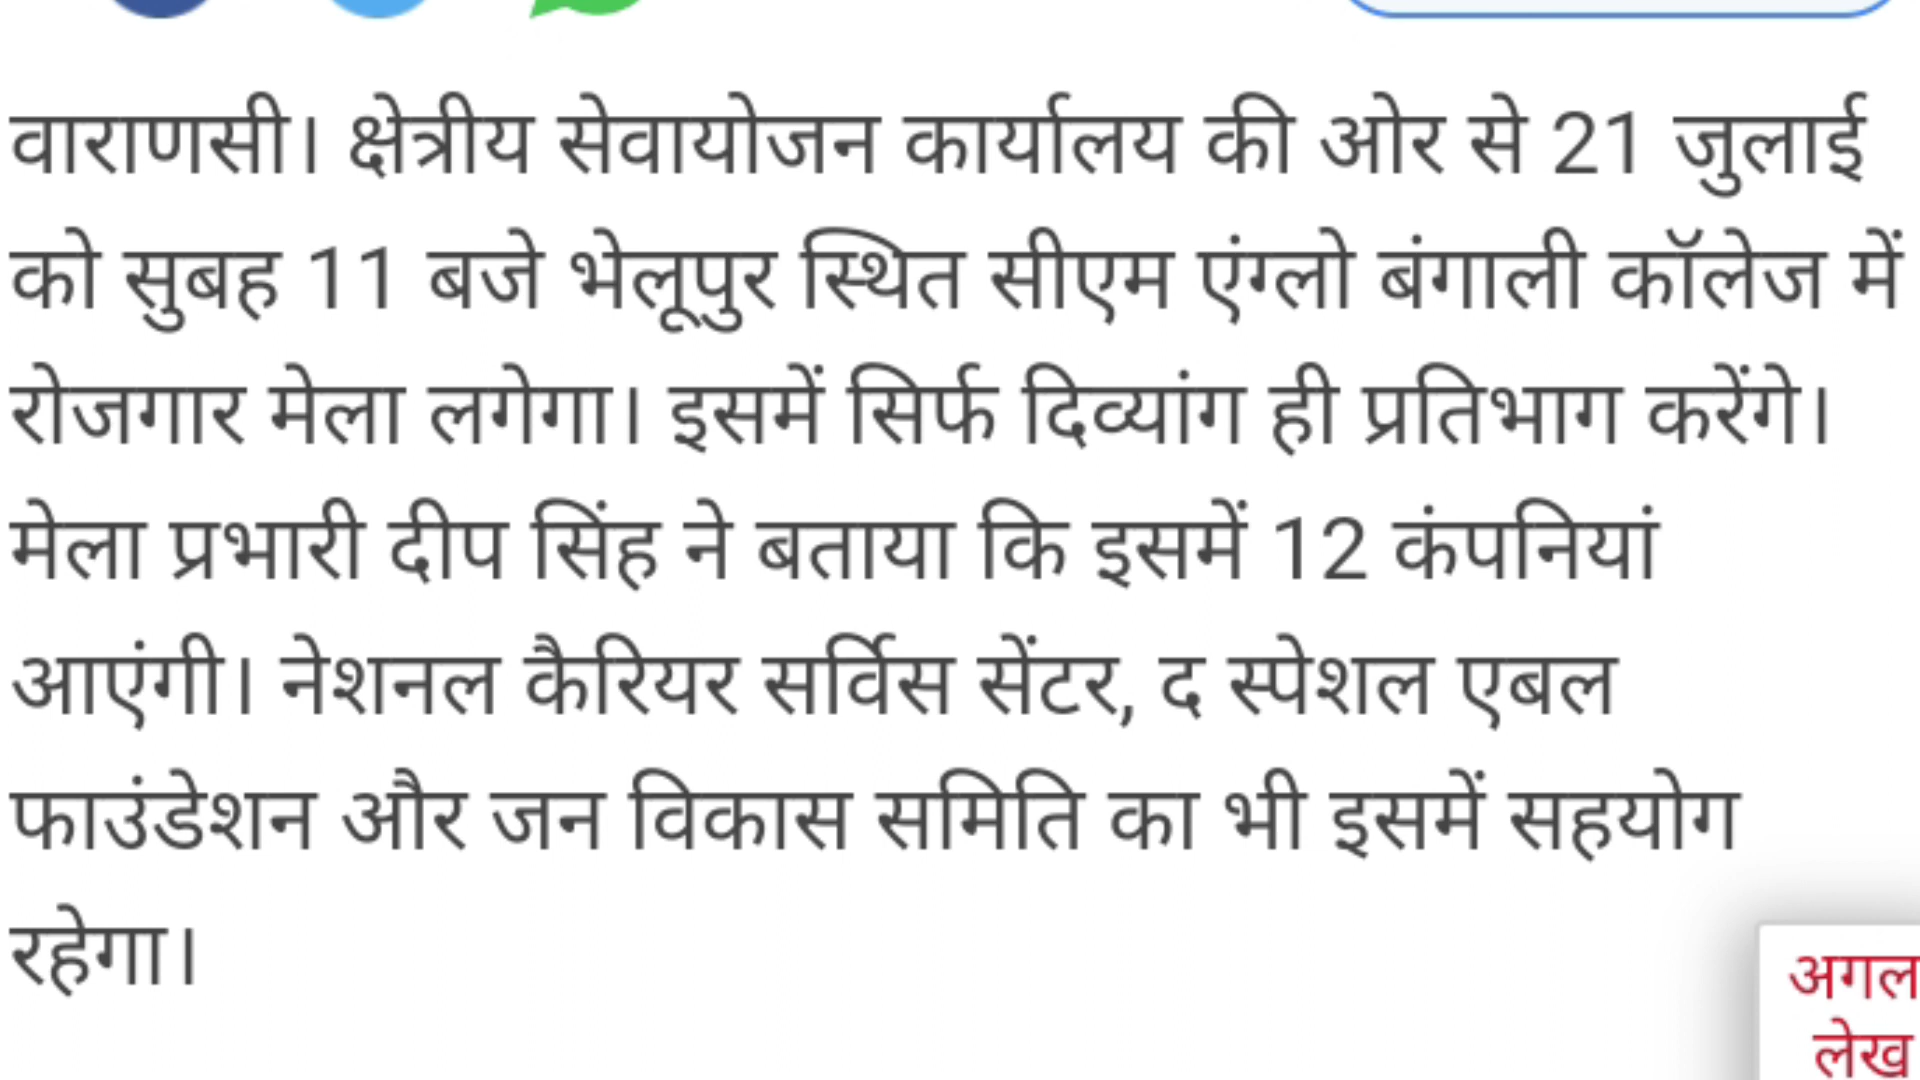 वाराणसी। क्षेत्रीय सेवायोजन कार्यालय की ओर से 21 जुलाई
को सुबह 11 बजे भेलूपुर स्थित सीएम एंग्लो बंगाली कॉलेज में
रोजगार मेला लगेगा। इसमें सिर्फ दिव्यांग ही प्रतिभाग करेंगे।
मेला प्रभारी दीप सिंह ने बताया कि इसमें 12 कंपनियां
आएंगी। नेशनल कैरियर सर्विस सेंटर, द स्पेशल एबल
फाउंडेशन और जन विकास समिति का भी इसमें सहयोग
रहेगा।
अगल
लेख